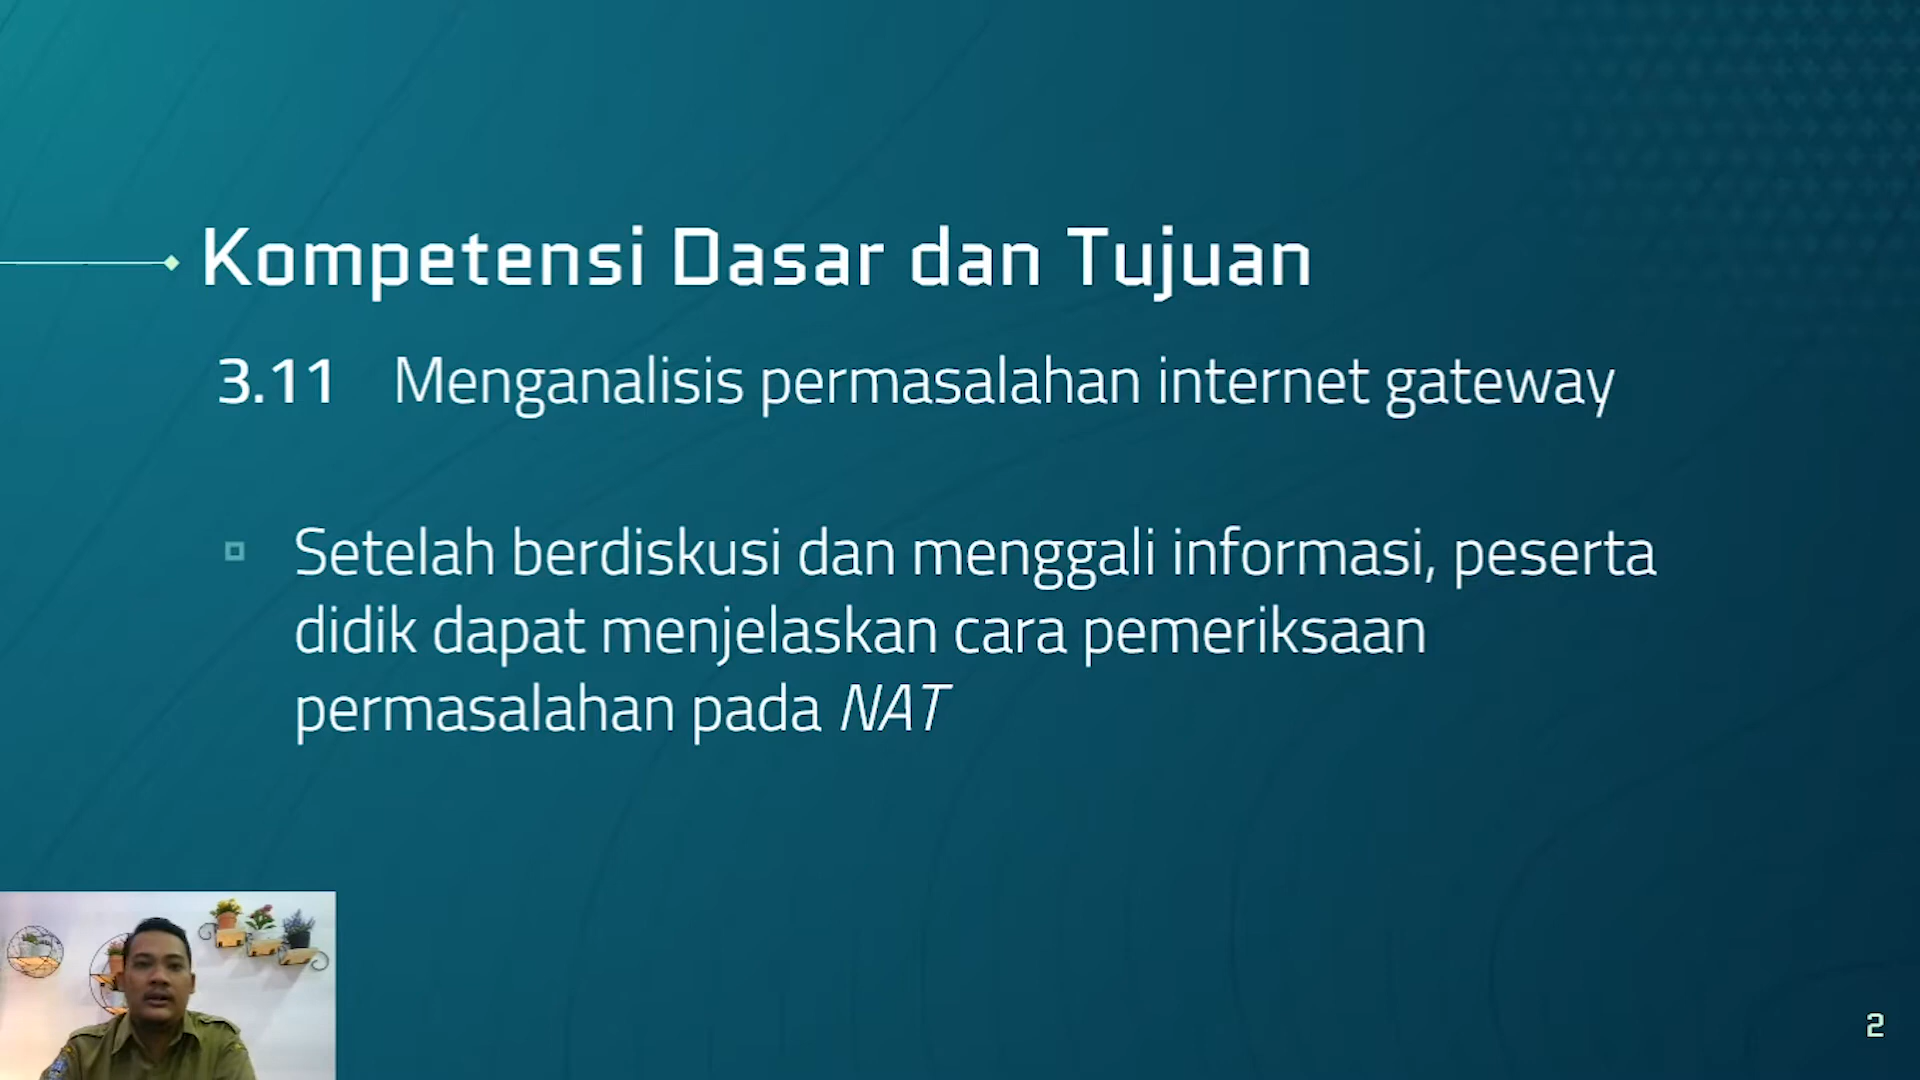 Kompetensi Dasar dan Tujuan
3.11 Menganalisis permasalahan internet gateway
Setelah berdiskusi dan menggali informasi, peserta
didik dapat menjelaskan cara pemeriksaan
permasalahan pada NAT
2